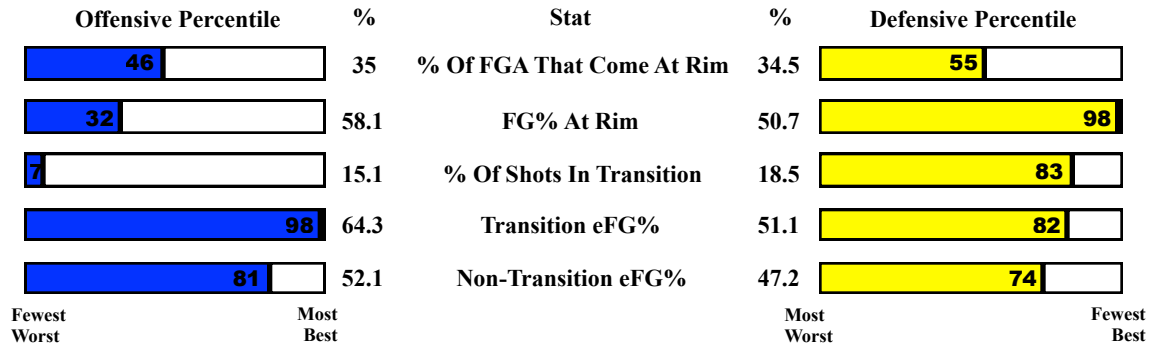 Offensive Percentile % Stat % Defensive Percentile
46 35 % Of FGA That Come At Rim 34.5 55
32 58.1 FG% At Rim 50.7 98
7 15.1 % Of Shots In Transition 18.5 83
98 64.3 Transition eFG% 51.1 82
81 52.1 Non-Transition eFG% 47.2 74
Fewest Most Most Fewest
Worst Best Worst Best